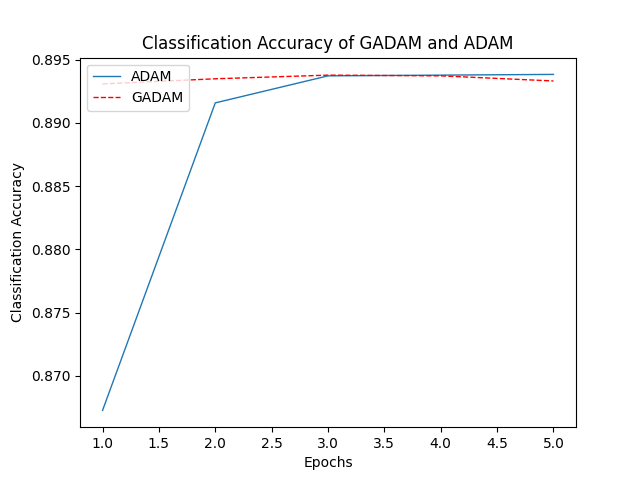 Classification Accuracy of GADAM and ADAM
ADAM
GADAM
Classification Accuracy
0.895
0.890
0.885
0.880
0.875
0.870
1.0 1.5 2.0 2.5 3.0 3.5 4.0 4.5 5.0
Epochs